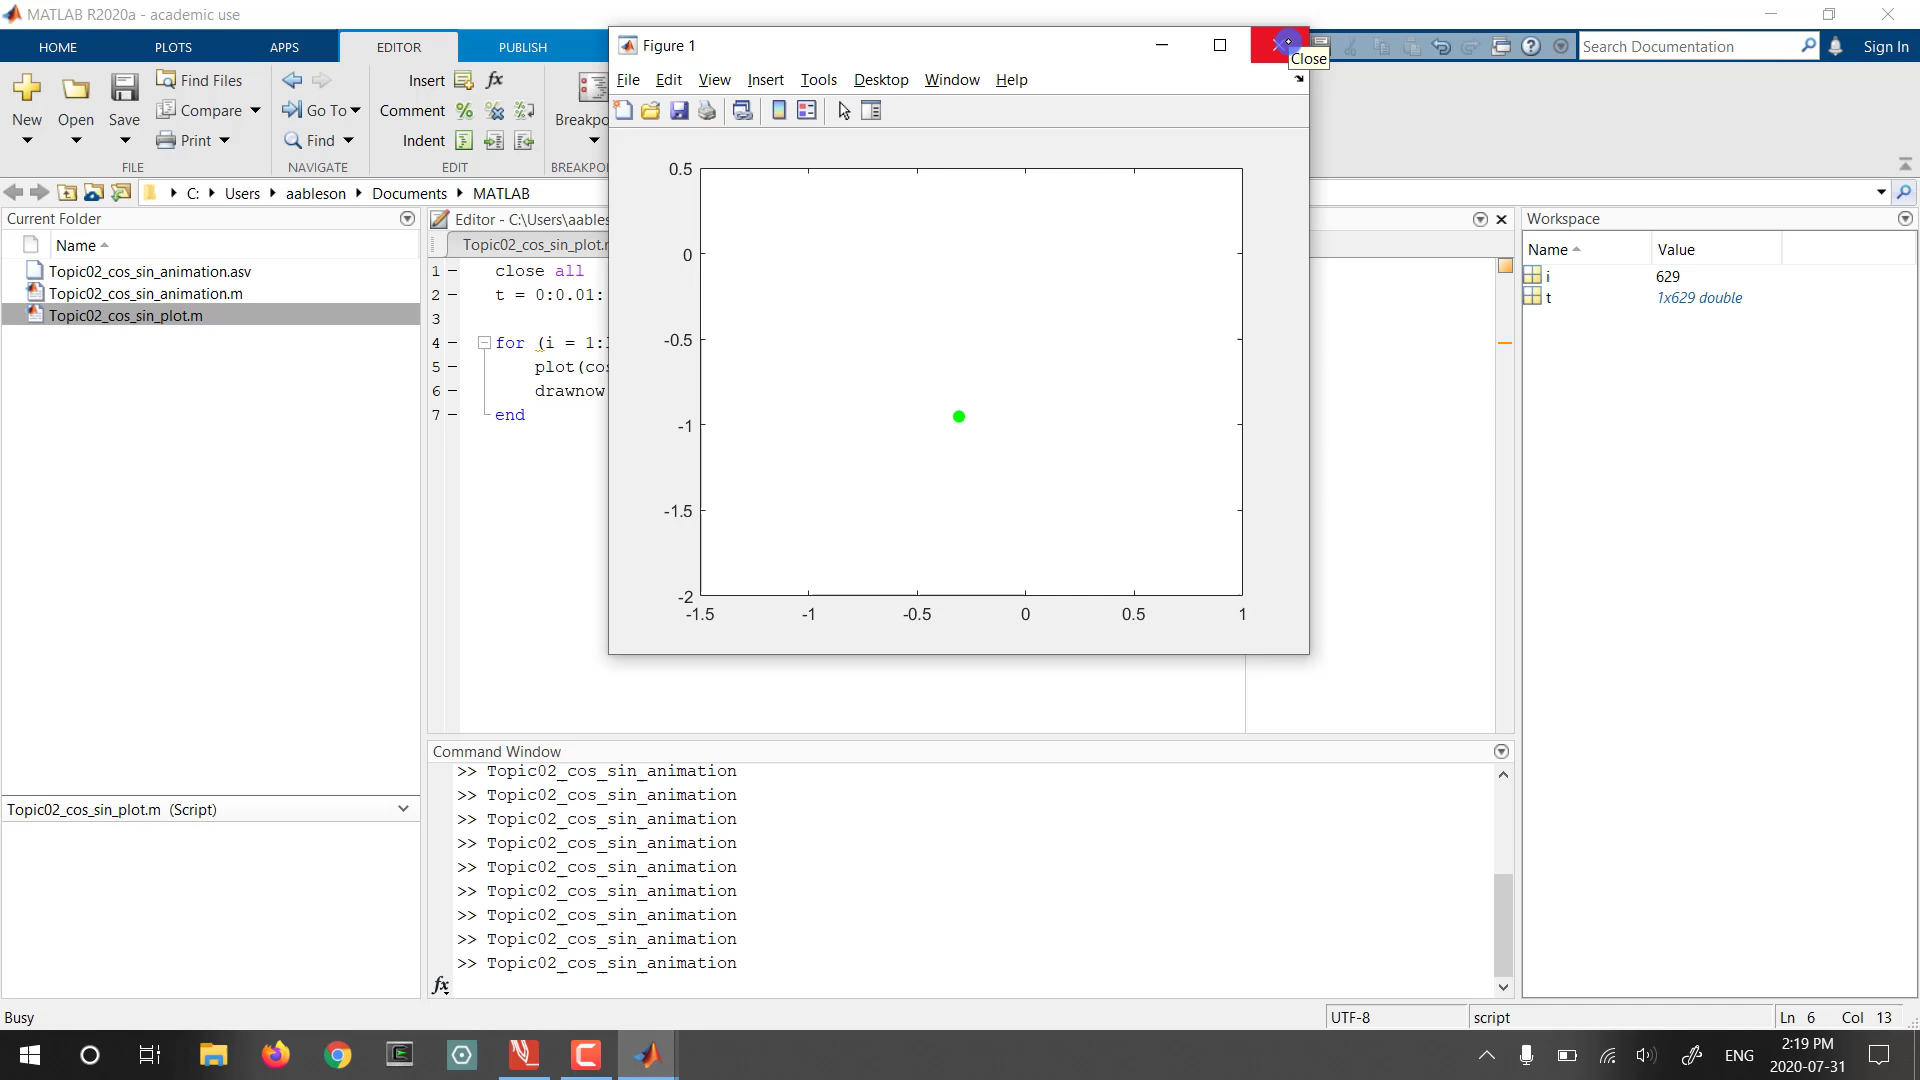 MATLAB R2020a - academic use
HOME PLOTS APPS EDITOR PUBLISH
Search Documentation
Sign In
New
Open
Save
Find Files
Compare
Print
FILE
Go To
Find
NAVIGATE
Insert
Comment
Indent
EDIT
fx
C: Users aableson Documents MATLAB
Current Folder
Name
Topic02_cos_sin_animation.asv
Topic02_cos_sin_animation.m
Topic02_cos_sin_plot.m
Topic02_cos_sin_plot.m (Script)
Editor - C:\Users\aables
Topic02_cos_sin_plot.
1 close all
2 t = 0:0.01:
3
4 for (i = 1:
5 plot(cos
6 drawnow
7 end
Figure 1
Close
File Edit View Insert Tools Desktop Window Help
0.5
0
-0.5
-1
-1.5
-2
-1.5 -1 -0.5 0 0.5 1
Command Window
>> Topic02_cos_sin_animation
>> Topic02_cos_sin_animation
>> Topic02_cos_sin_animation
>> Topic02_cos_sin_animation
>> Topic02_cos_sin_animation
>> Topic02_cos_sin_animation
>> Topic02_cos_sin_animation
>> Topic02_cos_sin_animation
>> Topic02_cos_sin_animation
fx
Workspace
Name Value
i 629
t 1x629 double
Busy
UTF-8
script
Ln 6 Col 13
ENG
2:19 PM
2020-07-31